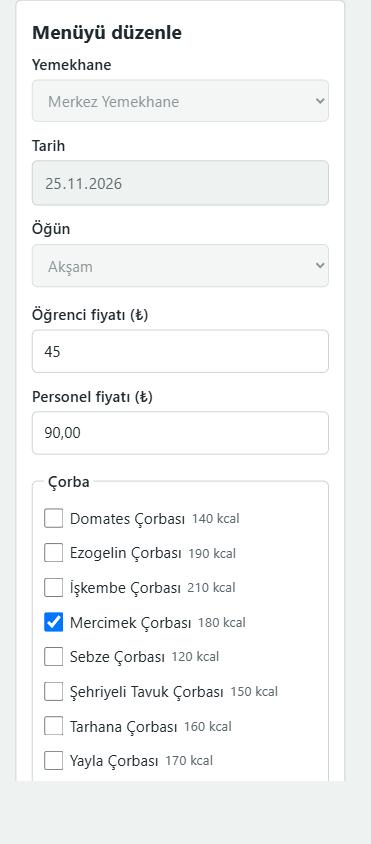 Menüyü düzenle
Yemekhane
Merkez Yemekhane
Tarih
25.11.2026
Öğün
Akşam
Öğrenci fiyatı (₺)
45
Personel fiyatı (₺)
90,00
Çorba
Domates Çorbası 140 kcal
Ezogelin Çorbası 190 kcal
İşkembe Çorbası 210 kcal
Mercimek Çorbası 180 kcal
Sebze Çorbası 120 kcal
Şehriyeli Tavuk Çorbası 150 kcal
Tarhana Çorbası 160 kcal
Yayla Çorbası 170 kcal